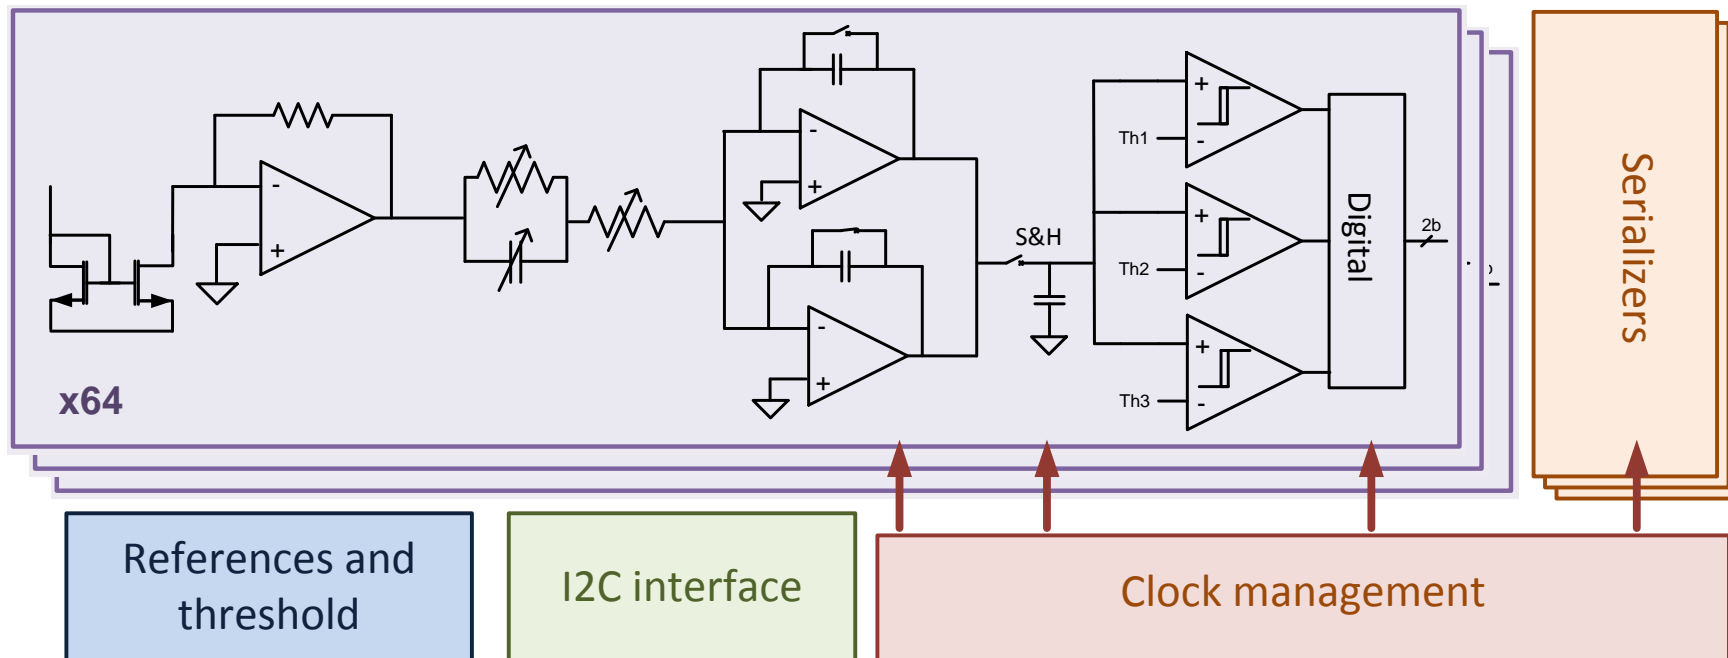 S&H
Th1
Th2
Th3
+
-
+
-
+
-
+
-
+
-
+
-
Digital
2b
x64
Serializers
References and
threshold
I2C interface
Clock management